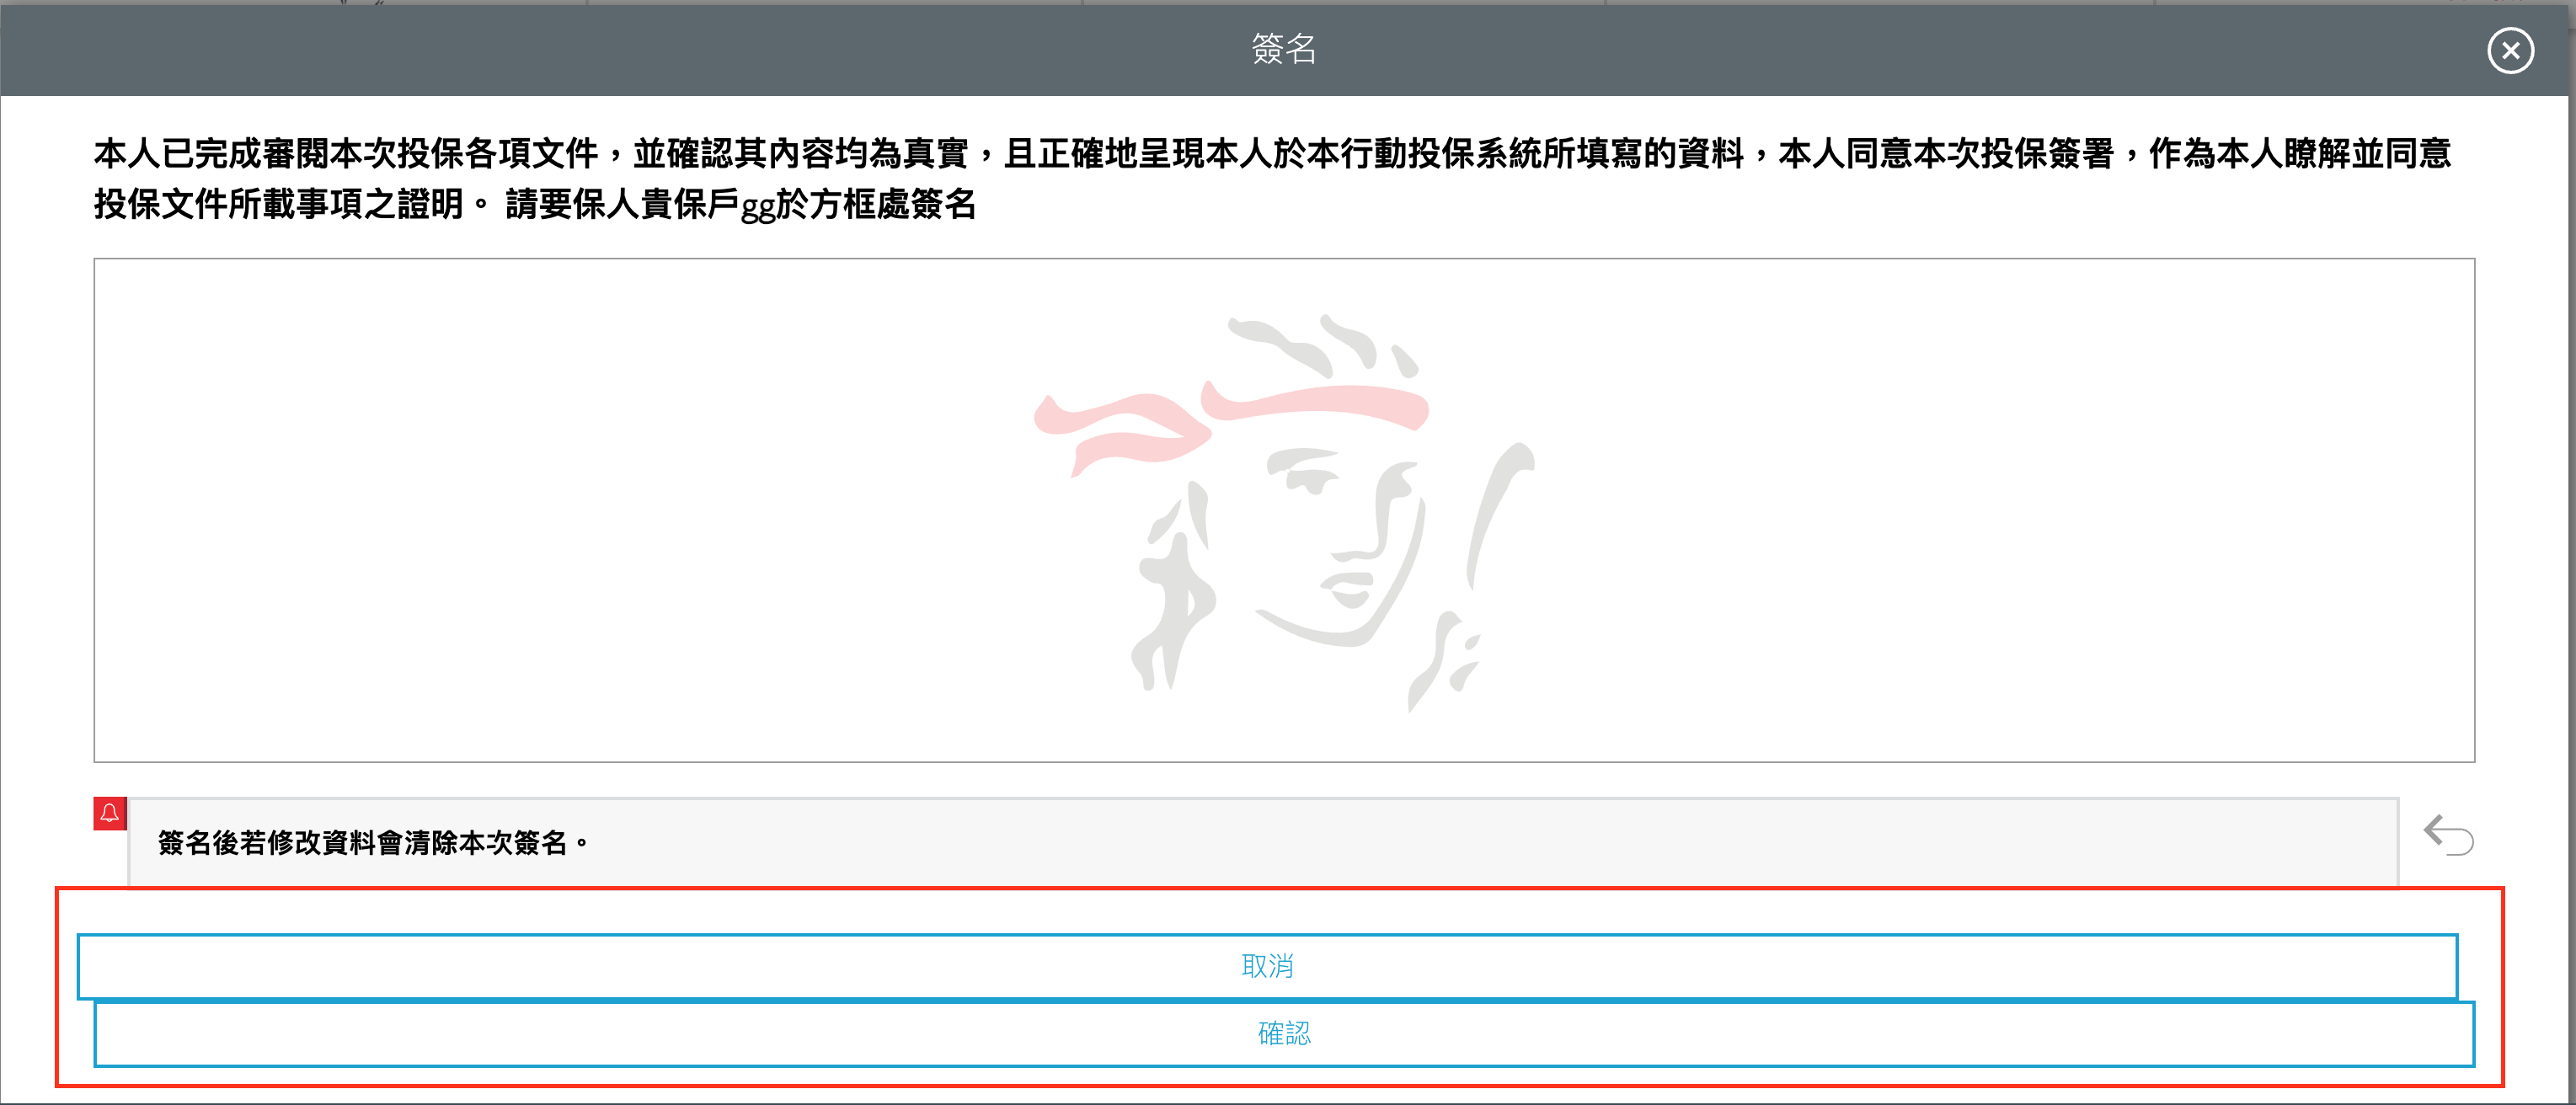 簽名
本人已完成審閱本次投保各項文件，並確認其內容均為真實，且正確地呈現本人於本行動投保系統所填寫的資料，本人同意本次投保簽署，作為本人瞭解並同意
投保文件所載事項之證明。 請要保人貴保戶gg於方框處簽名
簽名後若修改資料會清除本次簽名。
取消
確認